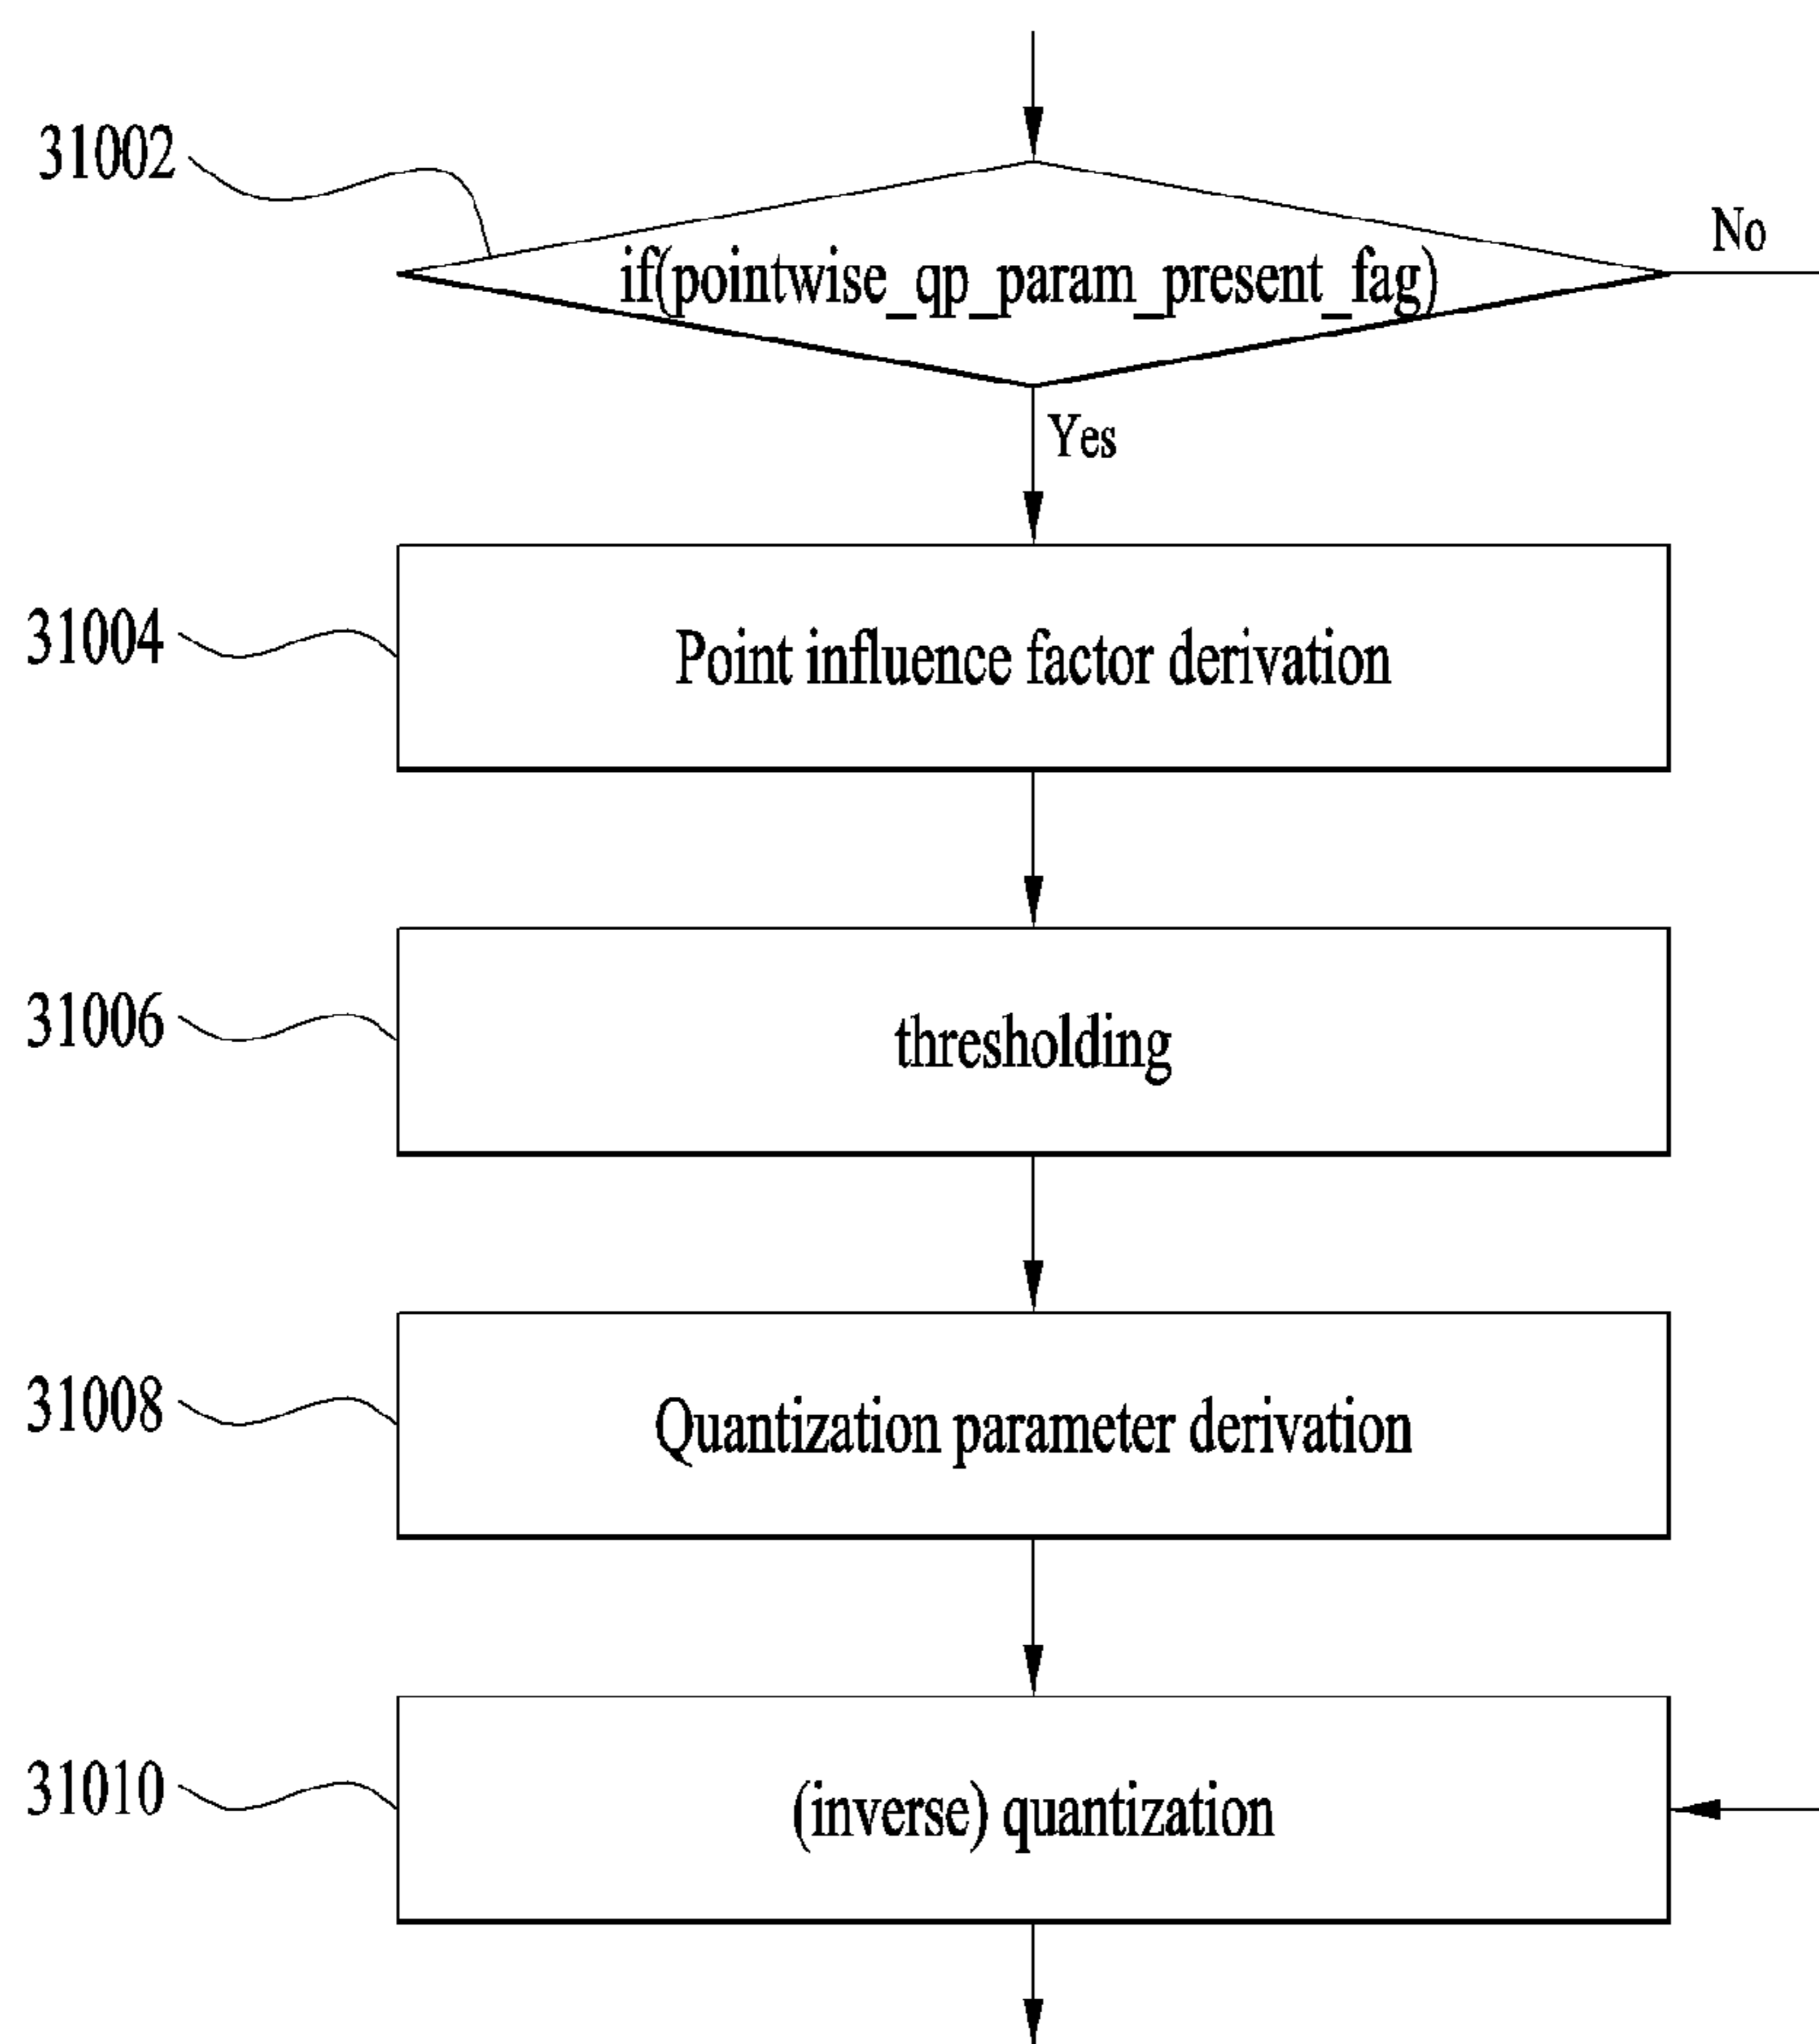 31002
if(pointwise_qp_param_present_fag)
No
Yes
31004
Point influence factor derivation
31006
thresholding
31008
Quantization parameter derivation
31010
(inverse) quantization